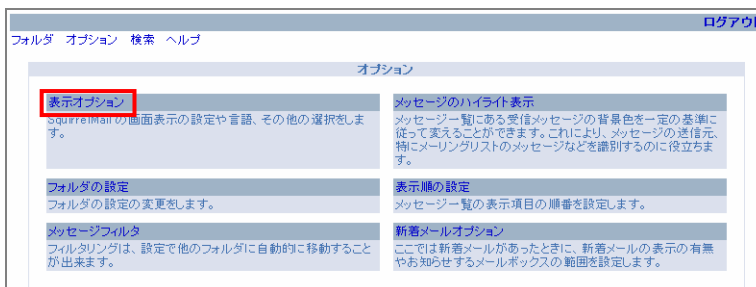 ログアウト
フォルダ オプション 検索 ヘルプ
オプション
表示オプション
SquirrelMail の画面表示の設定や言語、その他の選択をしま
す。
メッセージのハイライト表示
メッセージ一覧にある受信メッセージの背景色を一定の基準に
従って変えることができます。これにより、メッセージの送信元、
特にメーリングリストのメッセージなどを識別するのに役立ちま
す。
フォルダの設定
フォルダの設定の変更をします。
表示順の設定
メッセージ一覧の表示項目の順番を設定します。
メッセージフィルタ
フィルタリングは、設定で他のフォルダに自動的に移動すること
が出来ます。
新着メールオプション
ここでは新着メールがあったときに、新着メールの表示の有無
やお知らせするメールボックスの範囲を設定します。